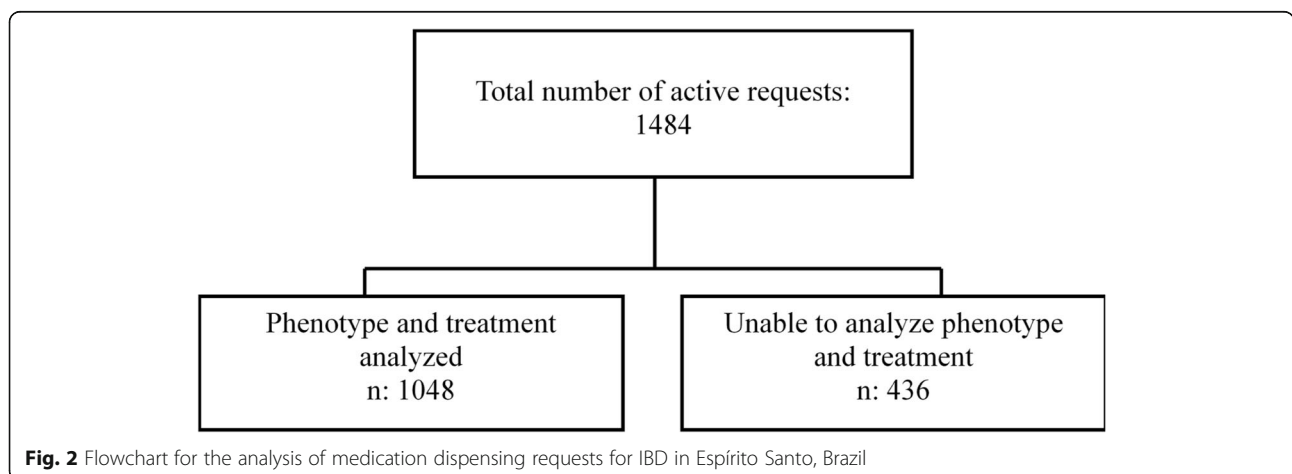 Total number of active requests:
1484
Phenotype and treatment
analyzed
n: 1048
Unable to analyze phenotype
and treatment
n: 436
Fig. 2 Flowchart for the analysis of medication dispensing requests for IBD in Espírito Santo, Brazil